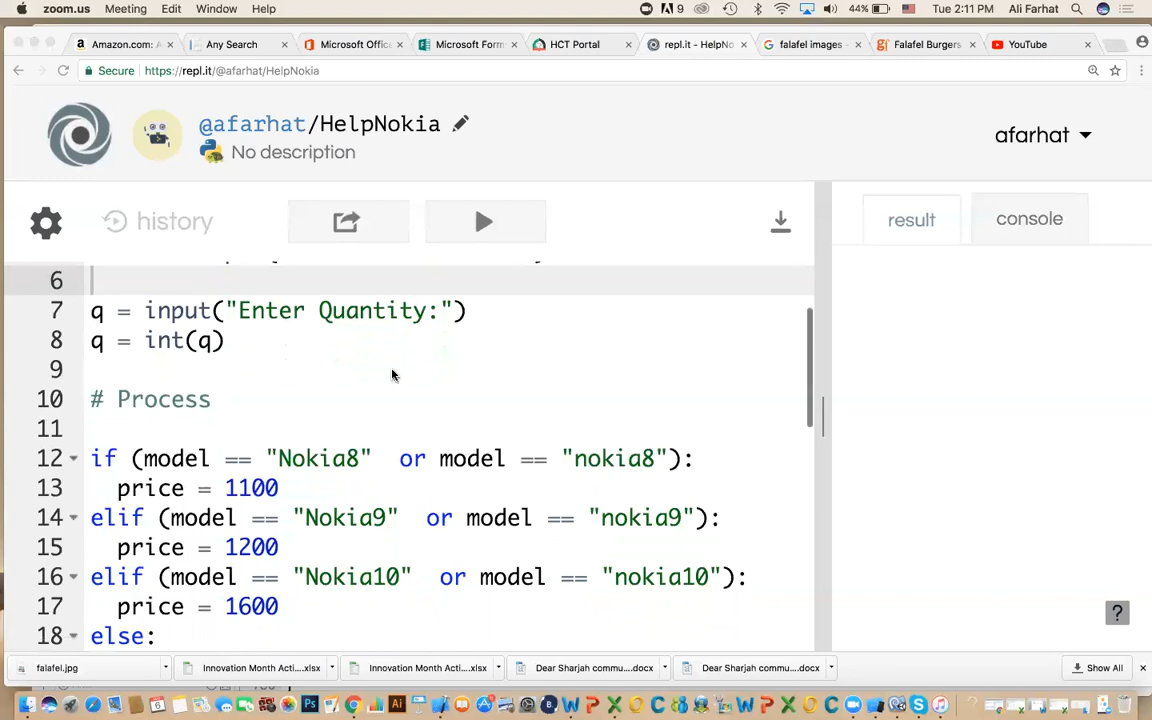 zoom.us Meeting Edit Window Help 9 44% Tue 2:11 PM Ali Farhat
Amazon.com: A Any Search Microsoft Offic Microsoft Form HCT Portal repl.it - HelpNo falafel images - Falafel Burgers YouTube
Secure https://repl.it/@afarhat/HelpNokia
@afarhat/HelpNokia
No description
afarhat
history
result console
6
7 q = input("Enter Quantity:")
8 q = int(q)
9
10 # Process
11
12 if (model == "Nokia8" or model == "nokia8"):
13 price = 1100
14 elif (model == "Nokia9" or model == "nokia9"):
15 price = 1200
16 elif (model == "Nokia10" or model == "nokia10"):
17 price = 1600
18 else:
?
falafel.jpg Innovation Month Acti....xlsx Innovation Month Acti....xlsx Dear Sharjah commu....docx Dear Sharjah commu....docx Show All